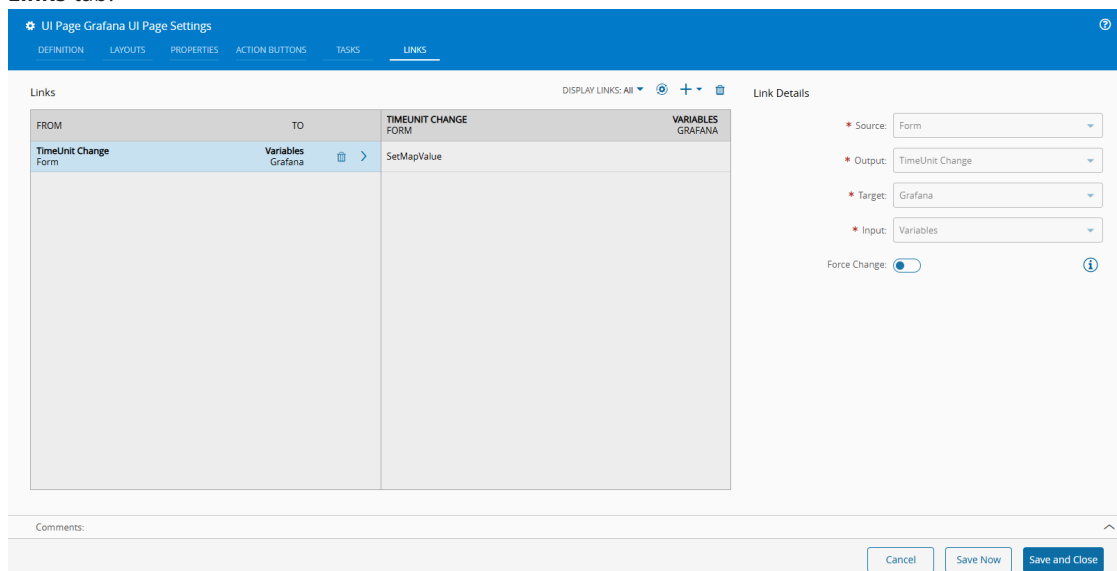 UI Page Grafana UI Page Settings
DEFINITION LAYOUTS PROPERTIES ACTION BUTTONS TASKS LINKS
Links
DISPLAY LINKS: All
Link Details
FROM TO
TIMEUNIT CHANGE VARIABLES
FORM GRAFANA
TimeUnit Change Variables
Form Grafana
SetMapValue
* Source: Form
* Output: TimeUnit Change
* Target: Grafana
* Input: Variables
Force Change:
Comments:
Cancel Save Now Save and Close